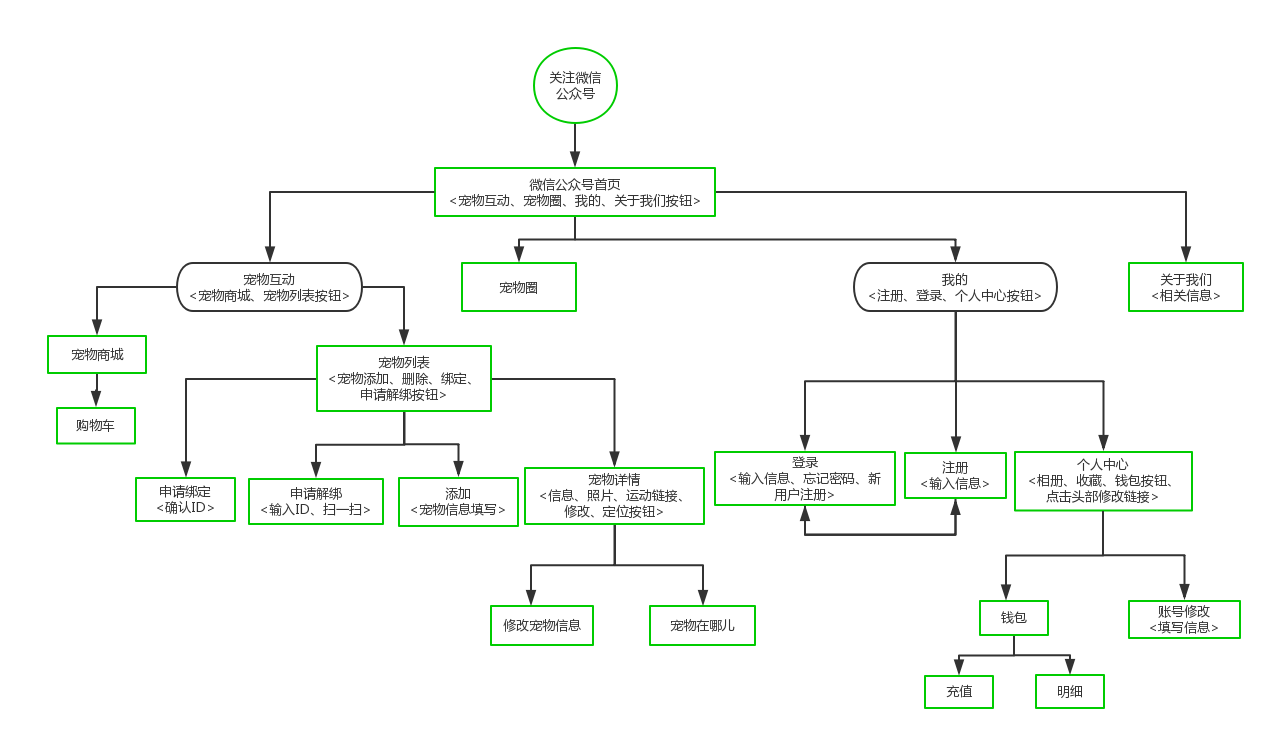 关注微信
公众号
微信公众号首页
<宠物互动、宠物圈、我的、关于我们按钮>
宠物互动
<宠物商城、宠物列表按钮>
宠物圈
我的
<注册、登录、个人中心按钮>
关于我们
<相关信息>
宠物商城
宠物列表
<宠物添加、删除、绑定、
申请解绑按钮>
购物车
登录
<输入信息、忘记密码、新
用户注册>
注册
<输入信息>
个人中心
<相册、收藏、钱包按钮、
点击头部修改链接>
申请绑定
<确认ID>
申请解绑
<输入ID、扫一扫>
添加
<宠物信息填写>
宠物详情
<信息、照片、运动链接、
修改、定位按钮>
修改宠物信息
宠物在哪儿
钱包
账号修改
<填写信息>
充值
明细